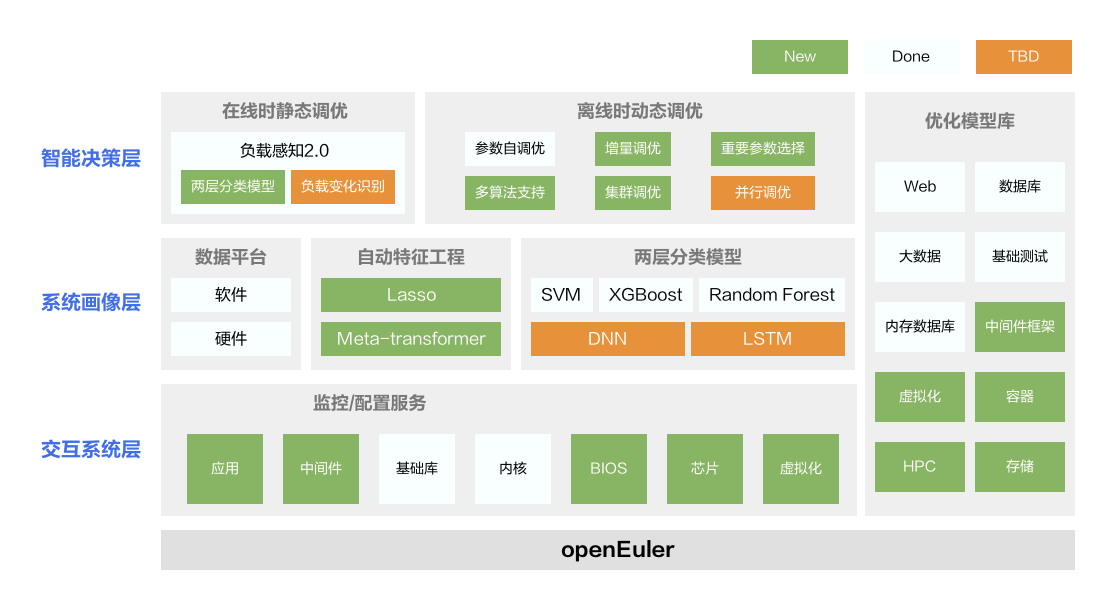 New
Done
TBD
智能决策层
在线时静态调优
负载感知2.0
两层分类模型
负载变化识别
离线时动态调优
参数自调优
增量调优
重要参数选择
多算法支持
集群调优
并行调优
系统画像层
数据平台
软件
硬件
自动特征工程
Lasso
Meta-transformer
两层分类模型
SVM
XGBoost
Random Forest
DNN
LSTM
交互系统层
监控/配置服务
应用
中间件
基础库
内核
BIOS
芯片
虚拟化
优化模型库
Web
数据库
大数据
基础测试
内存数据库
中间件框架
虚拟化
容器
HPC
存储
openEuler